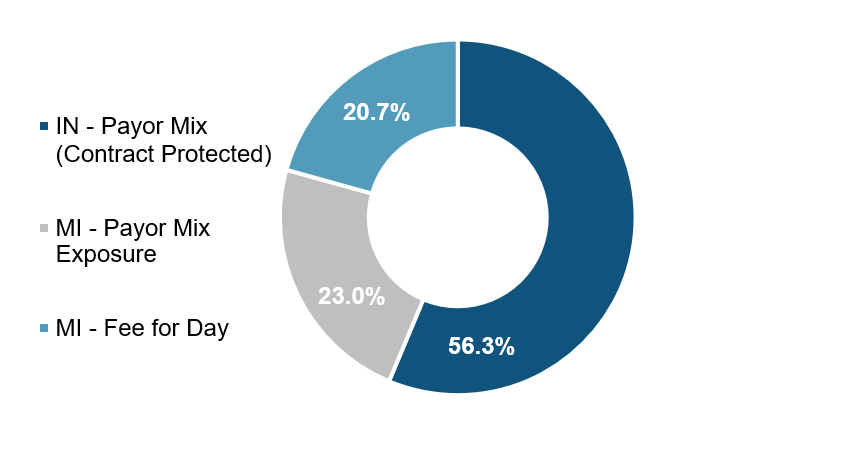 20.7%
IN - Payor Mix
(Contract Protected)
MI - Payor Mix
Exposure
23.0%
MI - Fee for Day
56.3%